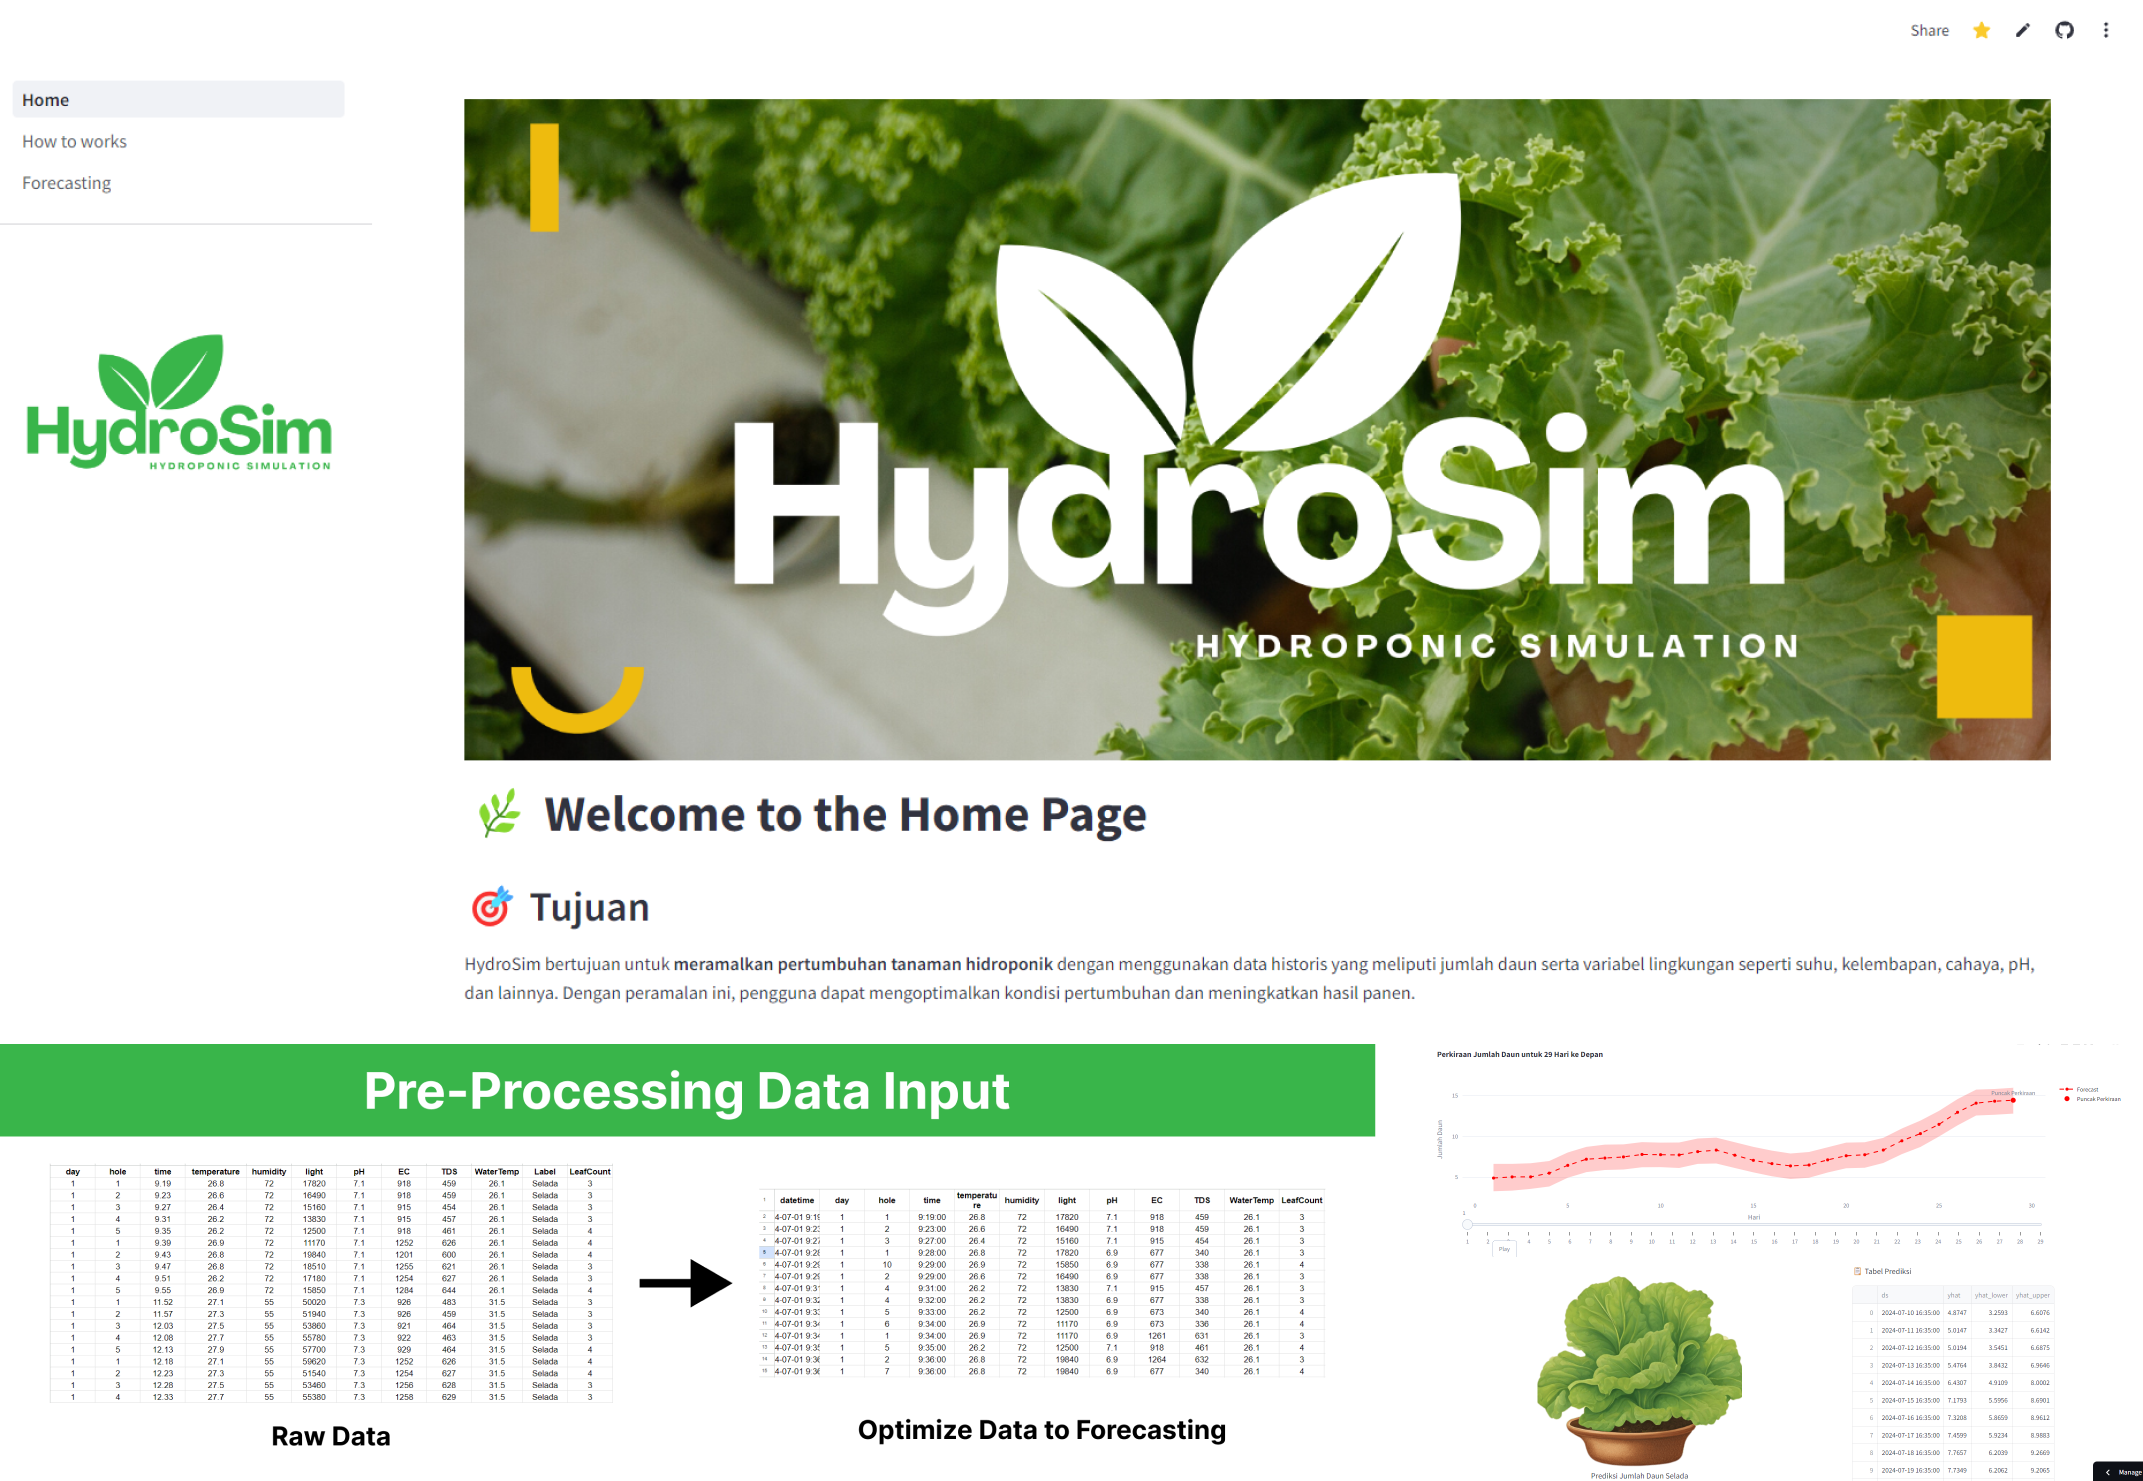 Share
Home
How to works
Forecasting
HydroSim
HYDROPONIC SIMULATION
HydroSim
HYDROPONIC SIMULATION
Welcome to the Home Page
Tujuan
HydroSim bertujuan untuk meramalkan pertumbuhan tanaman hidroponik dengan menggunakan data historis yang meliputi jumlah daun serta variabel lingkungan seperti suhu, kelembapan, cahaya, pH,
dan lainnya. Dengan peramalan ini, pengguna dapat mengoptimalkan kondisi pertumbuhan dan meningkatkan hasil panen.
Pre-Processing Data Input
day hole time temperature humidity light pH EC TDS WaterTemp Label LeafCount
1 1 9.19 26.8 72 17820 7.1 918 459 26.1 Selada 3
1 2 9.23 26.6 72 16490 7.1 918 459 26.1 Selada 3
1 3 9.27 26.4 72 15160 7.1 915 454 26.1 Selada 3
1 4 9.31 26.2 72 13830 7.1 915 457 26.1 Selada 3
1 5 9.35 26.2 72 12500 7.1 918 461 26.1 Selada 4
1 1 9.39 26.9 72 11170 7.1 1252 626 26.1 Selada 4
1 2 9.43 26.8 72 19840 7.1 1201 600 26.1 Selada 4
1 3 9.47 26.8 72 18510 7.1 1255 621 26.1 Selada 3
1 4 9.51 26.2 72 17180 7.1 1254 627 26.1 Selada 4
1 5 9.55 26.9 72 15850 7.1 1284 644 26.1 Selada 4
1 1 11.52 27.1 55 50020 7.3 926 483 31.5 Selada 3
1 2 11.57 27.3 55 51940 7.3 926 459 31.5 Selada 3
1 3 12.03 27.5 55 53860 7.3 921 464 31.5 Selada 3
1 4 12.08 27.7 55 55780 7.3 922 463 31.5 Selada 3
1 5 12.13 27.9 55 57700 7.3 929 464 31.5 Selada 4
1 1 12.18 27.1 55 59620 7.3 1252 626 31.5 Selada 4
1 2 12.23 27.3 55 51540 7.3 1254 627 31.5 Selada 4
1 3 12.28 27.5 55 53460 7.3 1256 628 31.5 Selada 3
1 4 12.33 27.7 55 55380 7.3 1258 629 31.5 Selada 3
Raw Data
1 datetime day hole time temperatu re humidity light pH EC TDS WaterTemp LeafCount
2 4-07-01 9:19 1 1 9:19:00 26.8 72 17820 7.1 918 459 26.1 3
3 4-07-01 9:23 1 2 9:23:00 26.6 72 16490 7.1 918 459 26.1 3
4 4-07-01 9:27 1 3 9:27:00 26.4 72 15160 7.1 915 454 26.1 3
5 4-07-01 9:28 1 1 9:28:00 26.8 72 17820 6.9 677 340 26.1 3
6 4-07-01 9:29 1 10 9:29:00 26.9 72 15850 6.9 677 338 26.1 4
7 4-07-01 9:29 1 2 9:29:00 26.6 72 16490 6.9 677 338 26.1 3
8 4-07-01 9:31 1 4 9:31:00 26.2 72 13830 7.1 915 457 26.1 3
9 4-07-01 9:32 1 4 9:32:00 26.2 72 13830 6.9 677 338 26.1 3
10 4-07-01 9:33 1 5 9:33:00 26.2 72 12500 6.9 673 340 26.1 4
11 4-07-01 9:34 1 6 9:34:00 26.9 72 11170 6.9 673 336 26.1 4
12 4-07-01 9:34 1 1 9:34:00 26.9 72 11170 6.9 1261 631 26.1 3
13 4-07-01 9:35 1 5 9:35:00 26.2 72 12500 7.1 918 461 26.1 4
14 4-07-01 9:36 1 2 9:36:00 26.8 72 19840 6.9 1264 632 26.1 3
15 4-07-01 9:36 1 7 9:36:00 26.9 72 19840 6.9 677 340 26.1 4
Optimize Data to Forecasting
Perkiraan Jumlah Daun untuk 29 Hari ke Depan
Puncak Perkiraan
Forecast
Puncak Perkiraan
Jumlah Daun
15
10
5
0 5 10 15 20 25 30
Hari
1
1 2 4 5 6 7 8 9 10 11 12 13 14 15 16 17 18 19 20 21 22 23 24 25 26 27 28 29
Play
Prediksi Jumlah Daun Selada
Tabel Prediksi
ds yhat yhat_lower yhat_upper
0 2024-07-10 16:35:00 4.8747 3.2593 6.6076
1 2024-07-11 16:35:00 5.0147 3.3427 6.6142
2 2024-07-12 16:35:00 5.0194 3.5451 6.6875
3 2024-07-13 16:35:00 5.4764 3.8432 6.9646
4 2024-07-14 16:35:00 6.4307 4.9109 8.0002
5 2024-07-15 16:35:00 7.1793 5.5956 8.6901
6 2024-07-16 16:35:00 7.3208 5.8659 8.9612
7 2024-07-17 16:35:00 7.4599 5.9234 8.9883
8 2024-07-18 16:35:00 7.7657 6.2039 9.2669
9 2024-07-19 16:35:00 7.7349 6.2062 9.2065
Manage